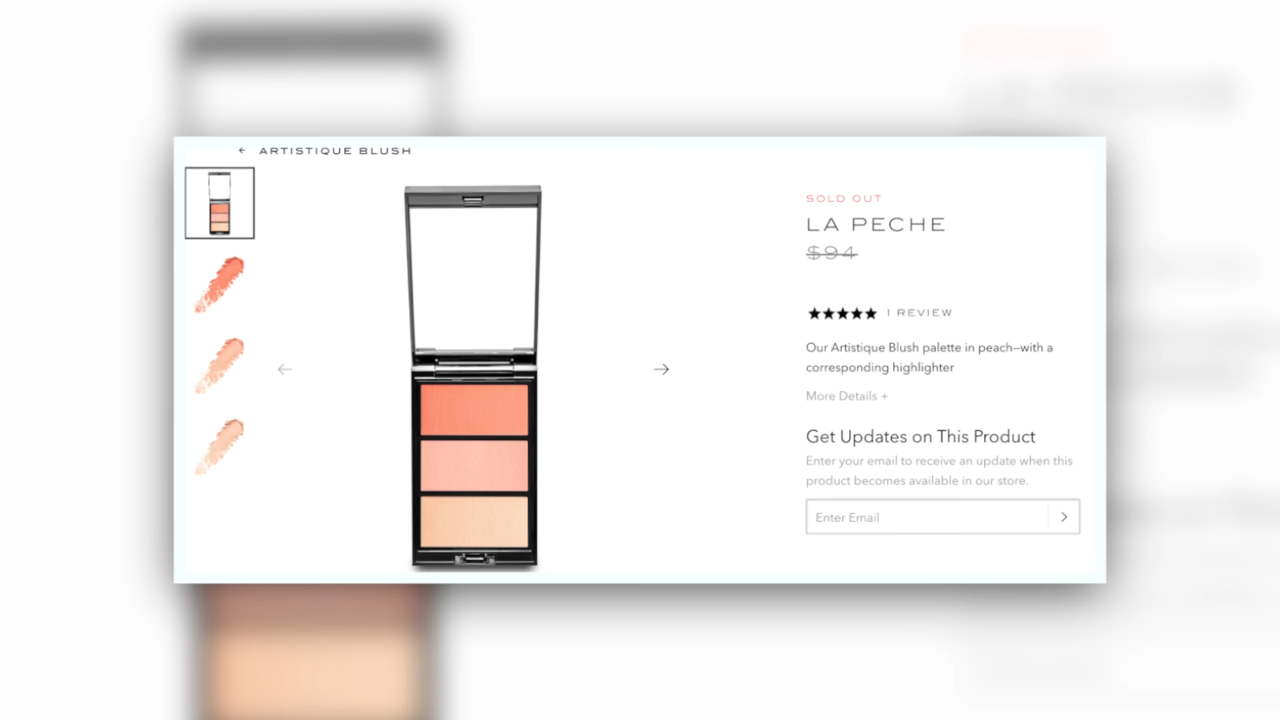 ← ARTISTIQUE BLUSH
SOLD OUT
LA PECHE
$94
1 REVIEW
Our Artistique Blush palette in peach—with a
corresponding highlighter
More Details +
Get Updates on This Product
Enter your email to receive an update when this
product becomes available in our store.
Enter Email